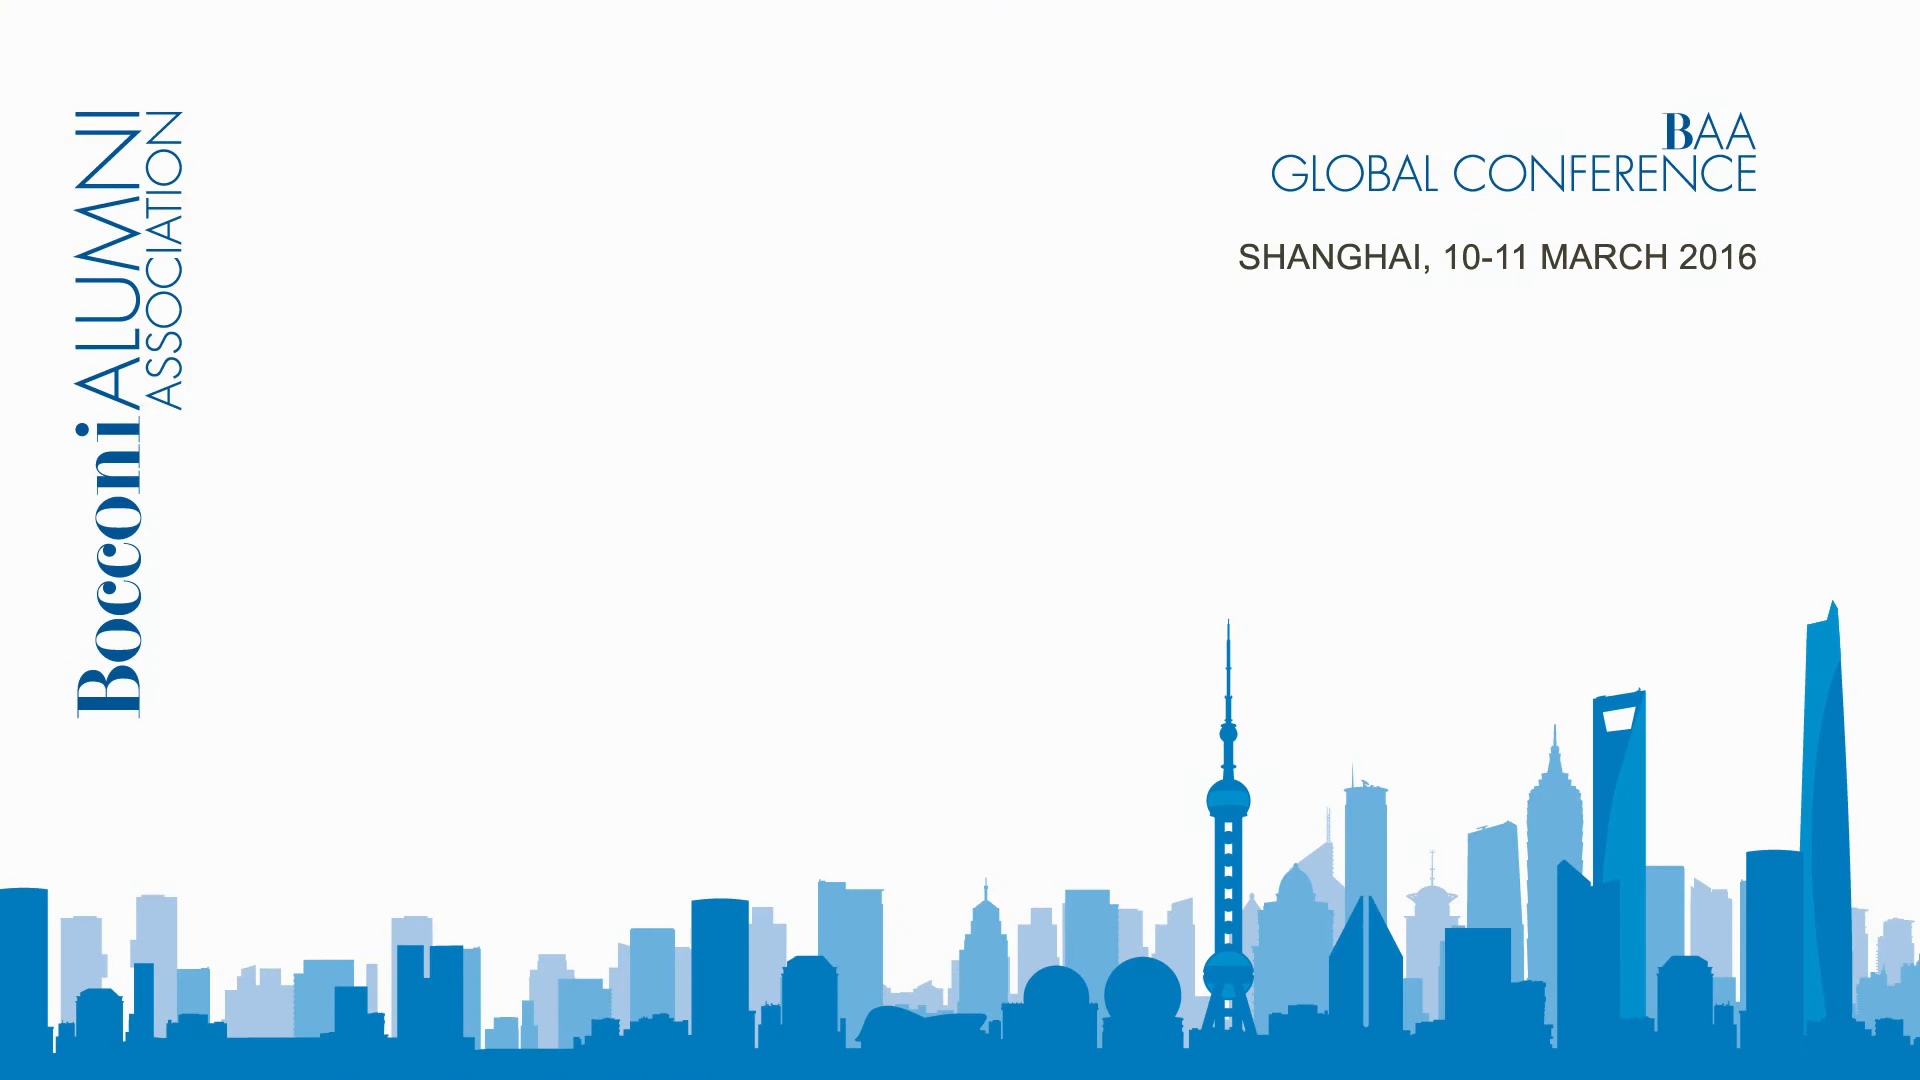 Bocconi ALUMNI
ASSOCIATION
BAA
GLOBAL CONFERENCE
SHANGHAI, 10-11 MARCH 2016